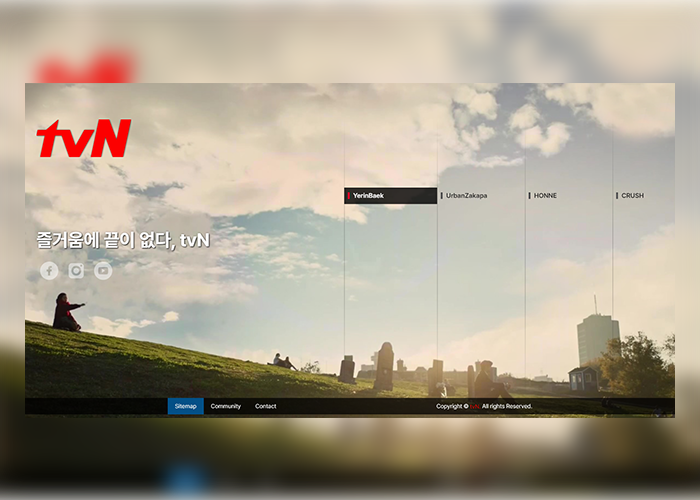 tvN
YerinBaek
UrbanZakapa
HONNE
CRUSH
즐거움에 끝이 없다, tvN
Sitemap
Community
Contact
Copyright © tvN. All rights Reserved.